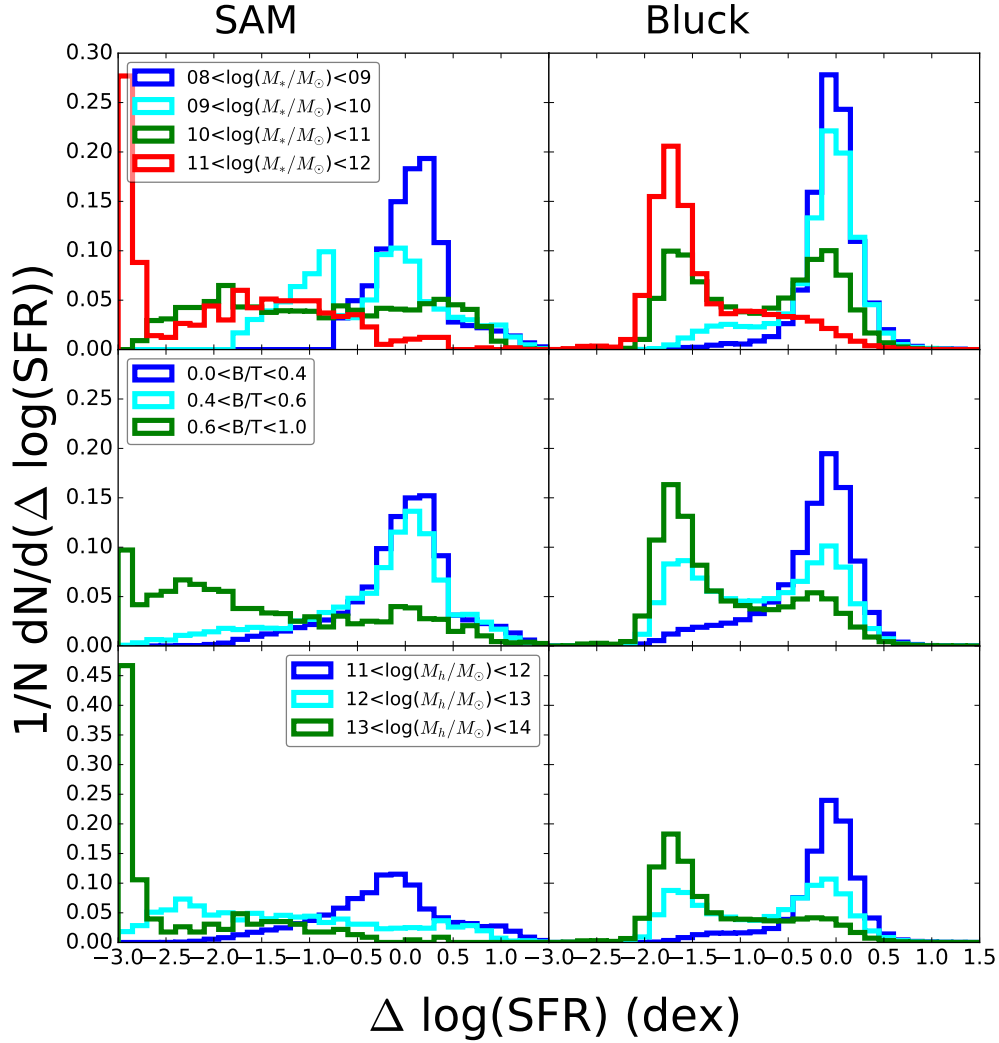 SAM Bluck
1/N dN/d(Δ log(SFR))
0.30
0.25
0.20
0.15
0.10
0.05
0.00
08<log(M*/M⊙)<09
09<log(M*/M⊙)<10
10<log(M*/M⊙)<11
11<log(M*/M⊙)<12
0.25
0.20
0.15
0.10
0.05
0.00
0.0<B/T<0.4
0.4<B/T<0.6
0.6<B/T<1.0
0.45
0.40
0.35
0.30
0.25
0.20
0.15
0.10
0.05
0.00
11<log(Mh/M⊙)<12
12<log(Mh/M⊙)<13
13<log(Mh/M⊙)<14
−3.0 −2.5 −2.0 −1.5 −1.0 −0.5 0.0 0.5 1.0 −3.0 −2.5 −2.0 −1.5 −1.0 −0.5 0.0 0.5 1.0 1.5
Δ log(SFR) (dex)